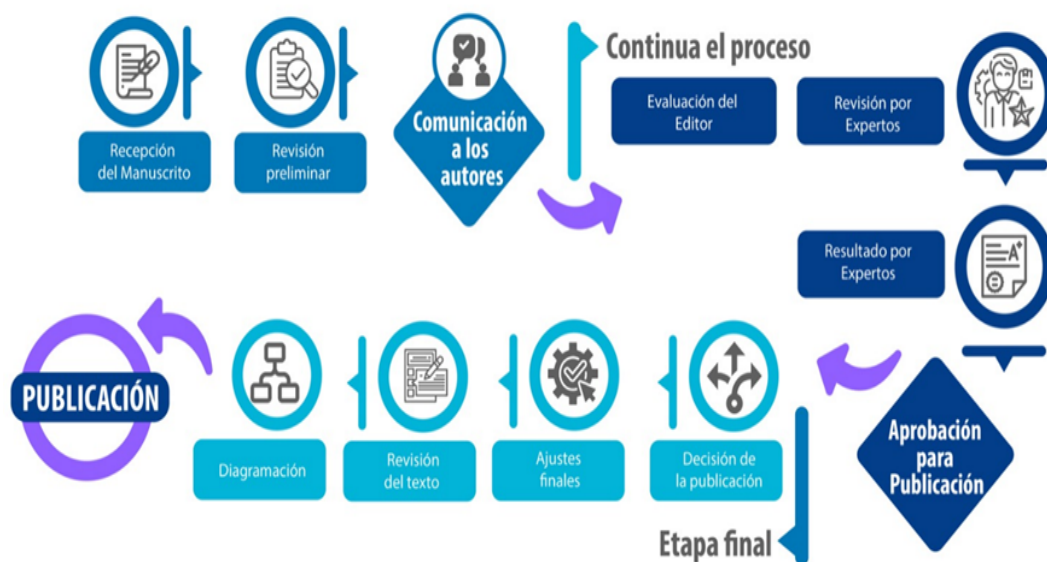 Recepción
del Manuscrito
Revisión
preliminar
Comunicación
a los
autores
Continua el proceso
Evaluación del
Editor
Revisión por
Expertos
Resultado por
Expertos
A+
Aprobación
para
Publicación
Etapa final
Decisión de
la publicación
Ajustes
finales
Revisión
del texto
Diagramación
PUBLICACIÓN